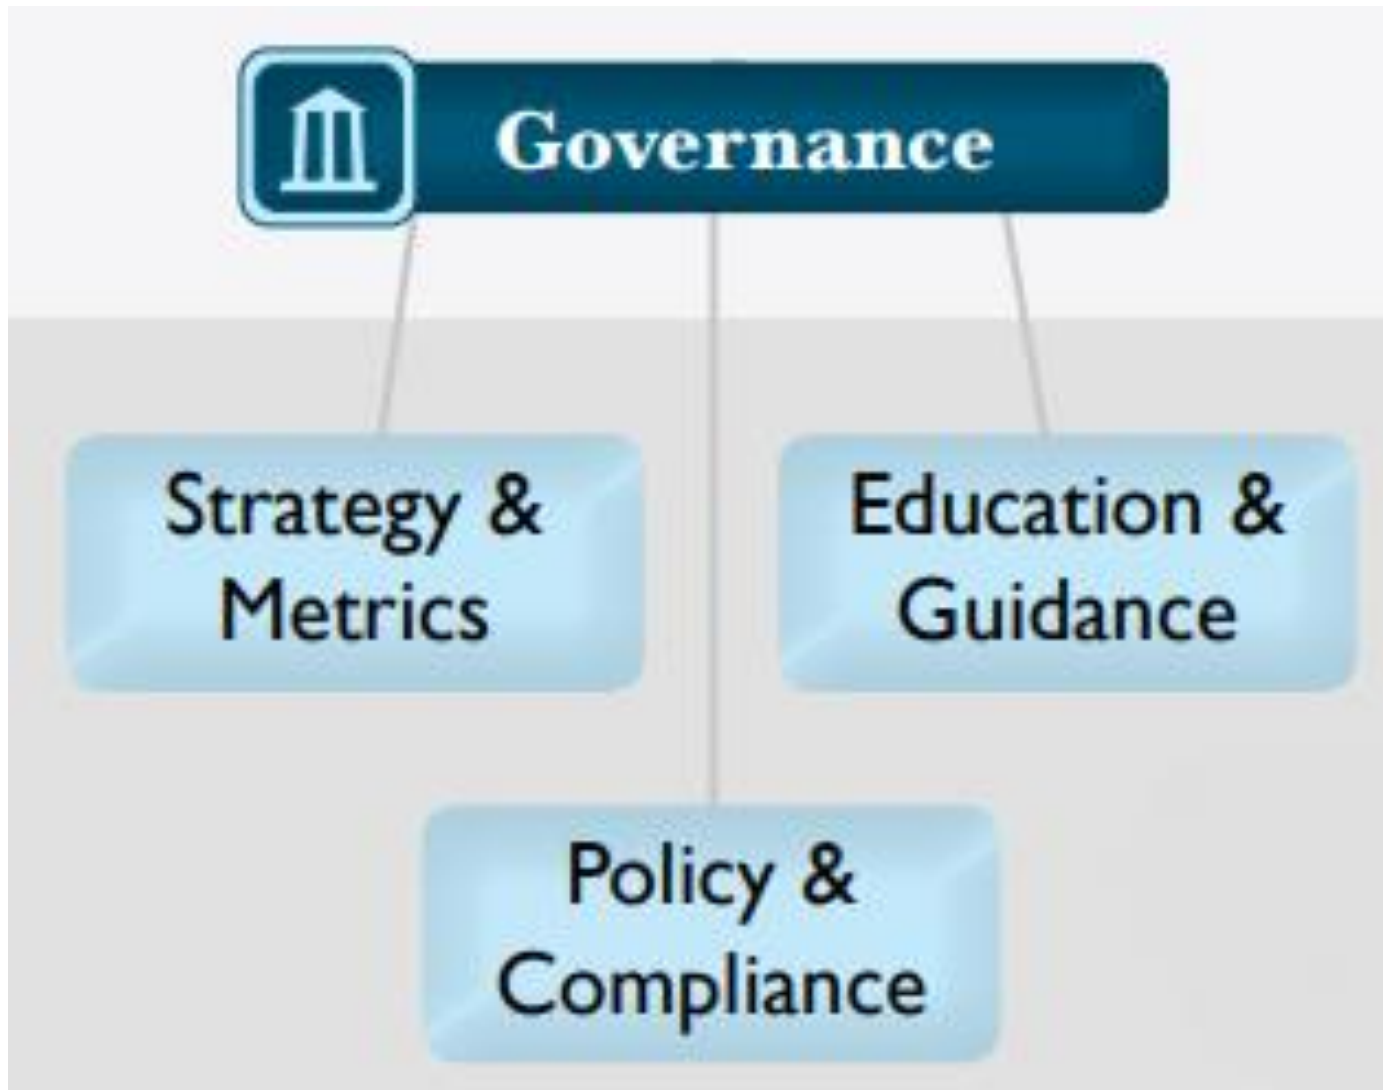 Governance
Strategy &
Metrics
Education &
Guidance
Policy &
Compliance